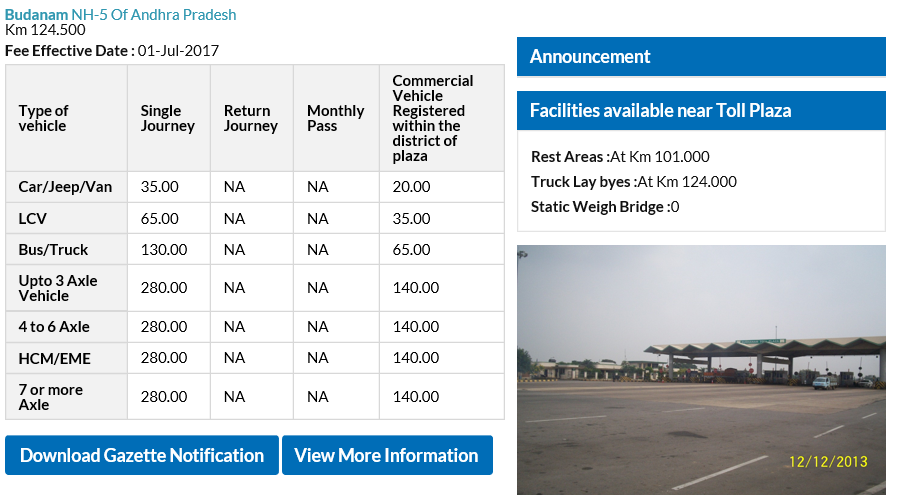 Budanam NH-5 Of Andhra Pradesh
Km 124.500
Fee Effective Date : 01-Jul-2017
Type of vehicle Single Journey Return Journey Monthly Pass Commercial Vehicle Registered within the district of plaza
Car/Jeep/Van 35.00 NA NA 20.00
LCV 65.00 NA NA 35.00
Bus/Truck 130.00 NA NA 65.00
Upto 3 Axle Vehicle 280.00 NA NA 140.00
4 to 6 Axle 280.00 NA NA 140.00
HCM/EME 280.00 NA NA 140.00
7 or more Axle 280.00 NA NA 140.00
Download Gazette Notification View More Information
Announcement
Facilities available near Toll Plaza
Rest Areas :At Km 101.000
Truck Lay byes :At Km 124.000
Static Weigh Bridge :0
12/12/2013